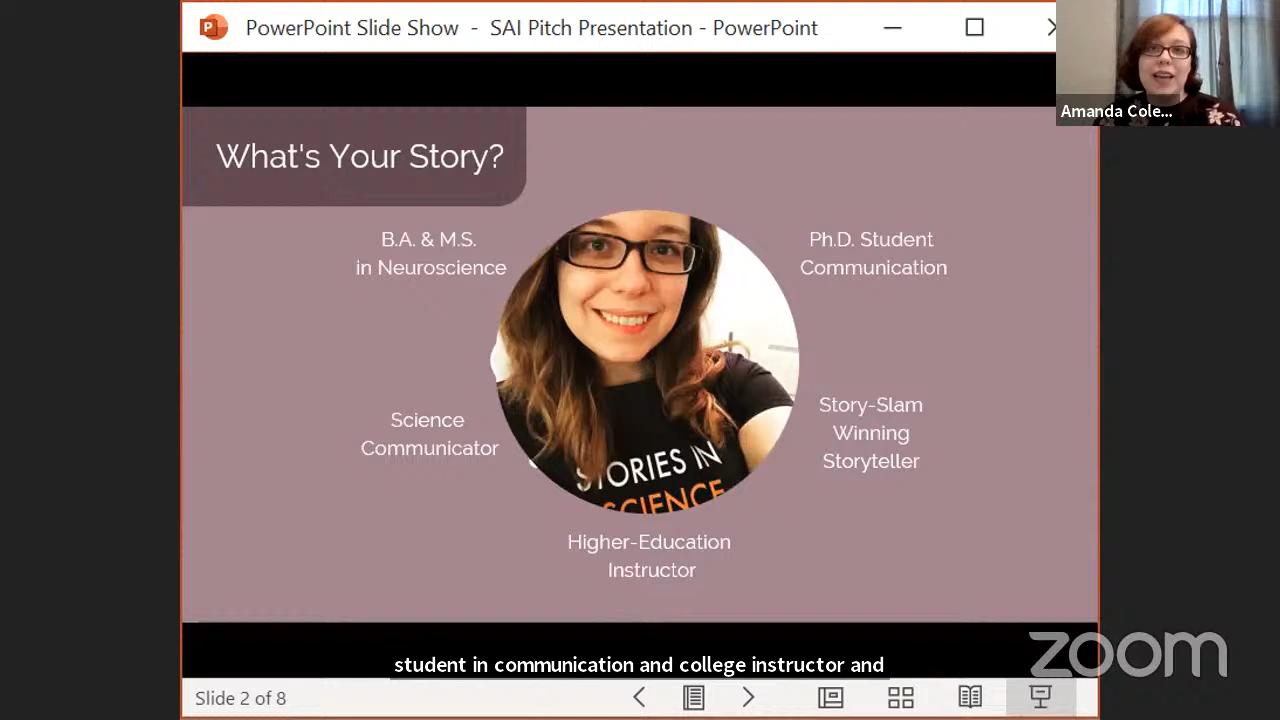 PowerPoint Slide Show - SAI Pitch Presentation - PowerPoint
Amanda Cole...
What's Your Story?
B.A. & M.S.
in Neuroscience
Ph.D. Student
Communication
Science
Communicator
Story-Slam
Winning
Storyteller
STORIES IN
SCIENCE
Higher-Education
Instructor
student in communication and college instructor and
zoom
Slide 2 of 8